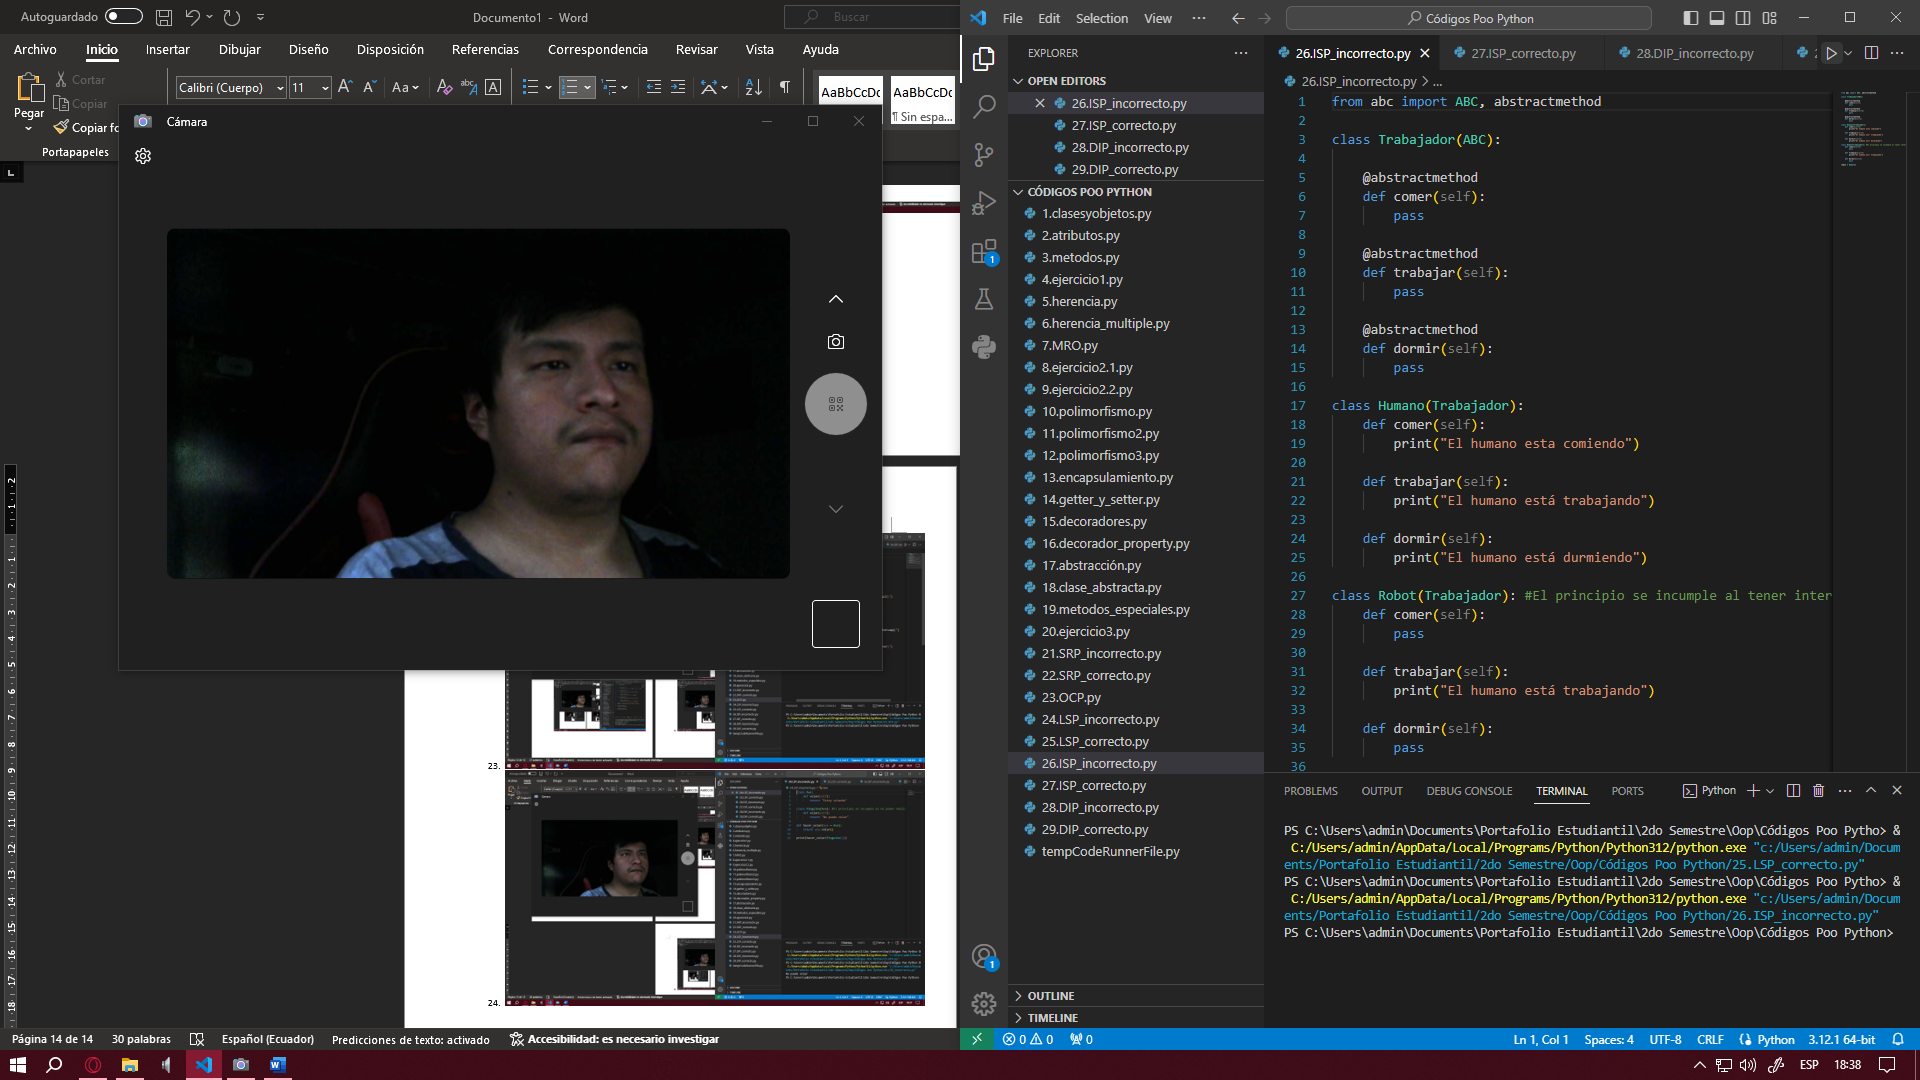 Autoguardado
Documento1 - Word
Buscar
Archivo Inicio Insertar Dibujar Diseño Disposición Referencias Correspondencia Revisar Vista Ayuda
Pegar
Cortar
Copiar
Copiar fo
Portapapeles
Calibri (Cuerpo) 11
AaBbCcDc AaBbCcDc
¶ Sin espa...
Cámara
23.
24.
Página 14 de 14 30 palabras Español (Ecuador) Predicciones de texto: activado Accesibilidad: es necesario investigar
File Edit Selection View ···
Códigos Poo Python
EXPLORER
OPEN EDITORS
26.ISP_incorrecto.py
27.ISP_correcto.py
28.DIP_incorrecto.py
29.DIP_correcto.py
CÓDIGOS POO PYTHON
1.clasesyobjetos.py
2.atributos.py
3.metodos.py
4.ejercicio1.py
5.herencia.py
6.herencia_multiple.py
7.MRO.py
8.ejercicio2.1.py
9.ejercicio2.2.py
10.polimorfismo.py
11.polimorfismo2.py
12.polimorfismo3.py
13.encapsulamiento.py
14.getter_y_setter.py
15.decoradores.py
16.decorador_property.py
17.abstracción.py
18.clase_abstracta.py
19.metodos_especiales.py
20.ejercicio3.py
21.SRP_incorrecto.py
22.SRP_correcto.py
23.OCP.py
24.LSP_incorrecto.py
25.LSP_correcto.py
26.ISP_incorrecto.py
27.ISP_correcto.py
28.DIP_incorrecto.py
29.DIP_correcto.py
tempCodeRunnerFile.py
OUTLINE
TIMELINE
26.ISP_incorrecto.py 27.ISP_correcto.py 28.DIP_incorrecto.py
26.ISP_incorrecto.py > ...
1 from abc import ABC, abstractmethod
2
3 class Trabajador(ABC):
4
5 @abstractmethod
6 def comer(self):
7 pass
8
9 @abstractmethod
10 def trabajar(self):
11 pass
12
13 @abstractmethod
14 def dormir(self):
15 pass
16
17 class Humano(Trabajador):
18 def comer(self):
19 print("El humano esta comiendo")
20
21 def trabajar(self):
22 print("El humano está trabajando")
23
24 def dormir(self):
25 print("El humano está durmiendo")
26
27 class Robot(Trabajador): #El principio se incumple al tener inter
28 def comer(self):
29 pass
30
31 def trabajar(self):
32 print("El humano está trabajando")
33
34 def dormir(self):
35 pass
36
PROBLEMS OUTPUT DEBUG CONSOLE TERMINAL PORTS Python
PS C:\Users\admin\Documents\Portafolio Estudiantil\2do Semestre\Oop\Códigos Poo Pytho> &
C:/Users/admin/AppData/Local/Programs/Python/Python312/python.exe "c:/Users/admin/Docum
ents/Portafolio Estudiantil/2do Semestre/Oop/Códigos Poo Python/25.LSP_correcto.py"
PS C:\Users\admin\Documents\Portafolio Estudiantil\2do Semestre\Oop\Códigos Poo Pytho> &
C:/Users/admin/AppData/Local/Programs/Python/Python312/python.exe "c:/Users/admin/Docum
ents/Portafolio Estudiantil/2do Semestre/Oop/Códigos Poo Python/26.ISP_incorrecto.py"
PS C:\Users\admin\Documents\Portafolio Estudiantil\2do Semestre\Oop\Códigos Poo Python>
0 0 0 Ln 1, Col 1 Spaces: 4 UTF-8 CRLF Python 3.12.1 64-bit
ESP 18:38